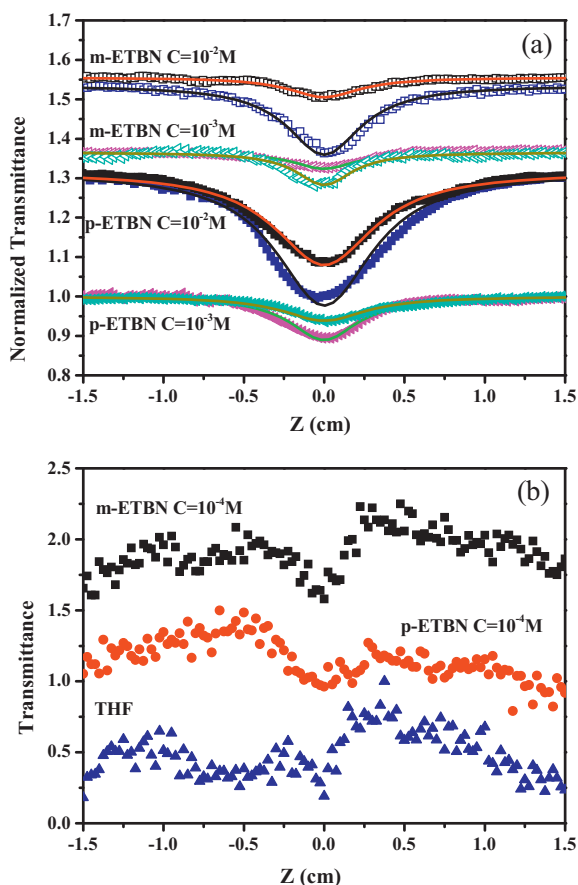 (a)
1.7
1.6
1.5
1.4
1.3
1.2
1.1
1.0
0.9
0.8
Normalized Transmittance
m-ETBN C=10⁻²M
m-ETBN C=10⁻³M
p-ETBN C=10⁻²M
p-ETBN C=10⁻³M
-1.5 -1.0 -0.5 0.0 0.5 1.0 1.5
Z (cm)
(b)
2.5
2.0
1.5
1.0
0.5
0.0
Transmittance
m-ETBN C=10⁻⁴M
p-ETBN C=10⁻⁴M
THF
-1.5 -1.0 -0.5 0.0 0.5 1.0 1.5
Z (cm)